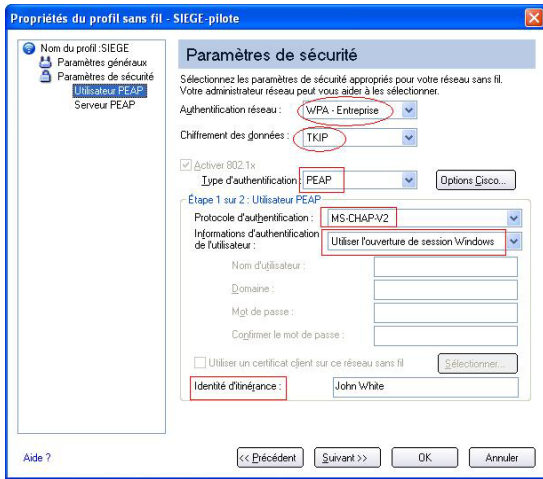 Propriétés du profil sans fil - SIEGE-pilote
Nom du profil :SIEGE
Paramètres généraux
Paramètres de sécurité
Utilisateur PEAP
Serveur PEAP
Paramètres de sécurité
Sélectionnez les paramètres de sécurité appropriés pour votre réseau sans fil.
Votre administrateur réseau peut vous aider à les sélectionner.
Authentification réseau : WPA - Entreprise
Chiffrement des données : TKIP
Activer 802.1x
Type d'authentification : PEAP Options Cisco...
Étape 1 sur 2 : Utilisateur PEAP
Protocole d'authentification : MS-CHAP-V2
Informations d'authentification
de l'utilisateur : Utiliser l'ouverture de session Windows
Nom d'utilisateur :
Domaine :
Mot de passe :
Confirmer le mot de passe :
Utiliser un certificat client sur ce réseau sans fil Sélectionner...
Identité d'itinérance : John White
Aide ? << Précédent Suivant >> OK Annuler